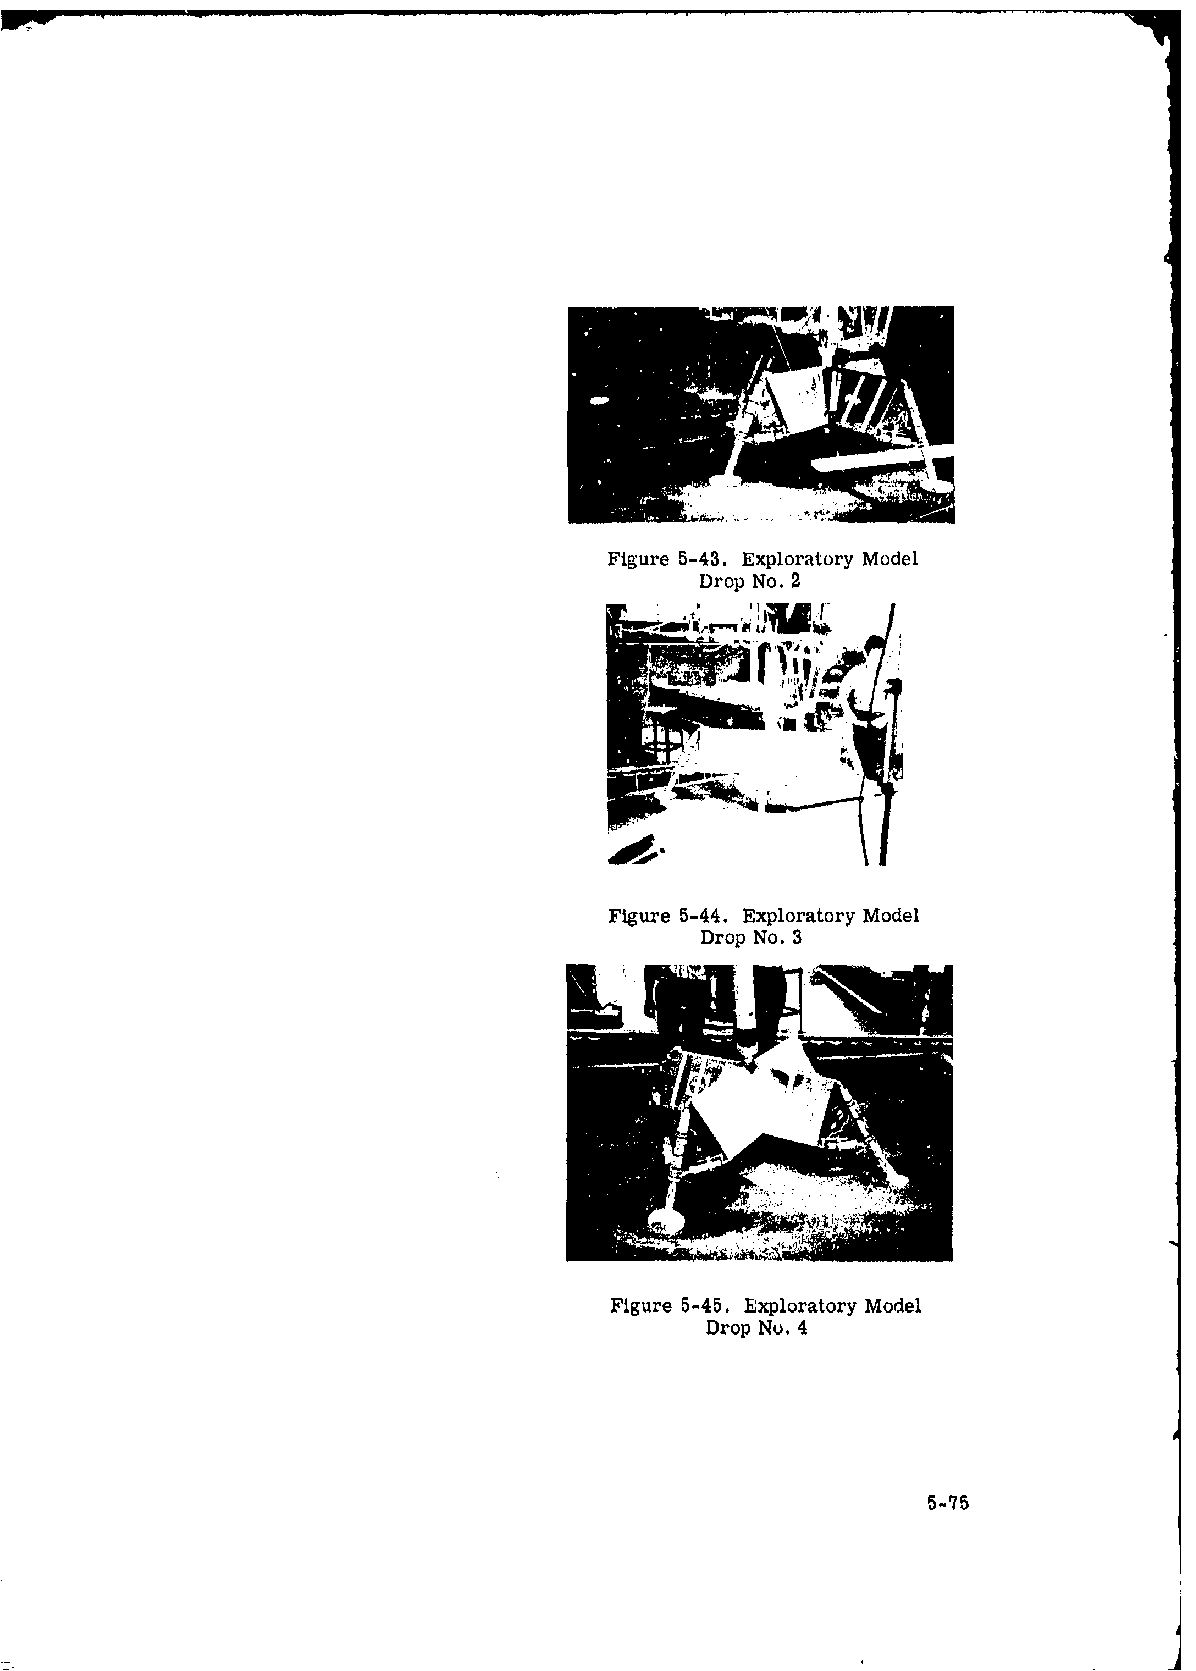 Figure 5-43. Exploratory Model
Drop No. 2
Figure 5-44. Exploratory Model
Drop No. 3
Figure 5-45. Exploratory Model
Drop No. 4
5-75